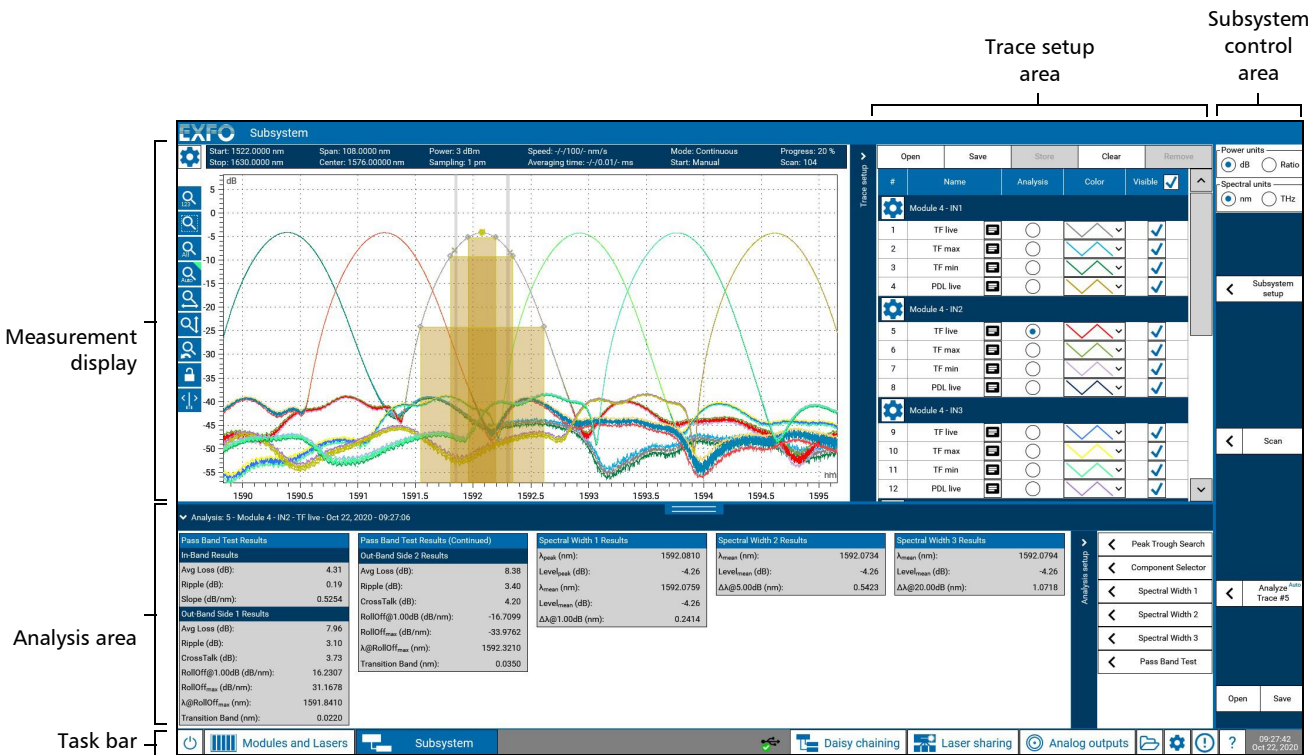 Subsystem
control
area
Trace setup
area
Measurement
display
Analysis area
Task bar
EXFO Subsystem
Start: 1522.0000 nm Span: 108.0000 nm Power: 3 dBm Speed: -/-/100/- nm/s Mode: Continuous Progress: 20 %
Stop: 1630.0000 nm Center: 1576.00000 nm Sampling: 1 pm Averaging time: -/-/0.01/- ms Start: Manual Scan: 104
123
All
Auto
dB
5
0
-5
-10
-15
-20
-25
-30
-35
-40
-45
-50
-55
nm
1590 1590.5 1591 1591.5 1592 1592.5 1593 1593.5 1594 1594.5 1595
Trace setup
Open Save Store Clear Remove
# Name Analysis Color Visible
Module 4 - IN1
1 TF live
2 TF max
3 TF min
4 PDL live
Module 4 - IN2
5 TF live
6 TF max
7 TF min
8 PDL live
Module 4 - IN3
9 TF live
10 TF max
11 TF min
12 PDL live
Power units
dB Ratio
Spectral units
nm THz
Subsystem
setup
Scan
Analyze Auto
Trace #5
Open Save
Analysis: 5 - Module 4 - IN2 - TF live - Oct 22, 2020 - 09:27:06
Pass Band Test Results
In-Band Results
Avg Loss (dB): 4.31
Ripple (dB): 0.19
Slope (dB/nm): 0.5254
Out-Band Side 1 Results
Avg Loss (dB): 7.96
Ripple (dB): 3.10
CrossTalk (dB): 3.73
RollOff@1.00dB (dB/nm): 16.2307
RollOffmax (dB/nm): 31.1678
λ@RollOffmax (nm): 1591.8410
Transition Band (nm): 0.0220
Pass Band Test Results (Continued)
Out-Band Side 2 Results
Avg Loss (dB): 8.38
Ripple (dB): 3.40
CrossTalk (dB): 4.20
RollOff@1.00dB (dB/nm): -16.7099
RollOffmax (dB/nm): -33.9762
λ@RollOffmax (nm): 1592.3210
Transition Band (nm): 0.0350
Spectral Width 1 Results
λpeak (nm): 1592.0810
Levelpeak (dB): -4.26
λmean (nm): 1592.0759
Levelmean (dB): -4.26
Δλ@1.00dB (nm): 0.2414
Spectral Width 2 Results
λmean (nm): 1592.0734
Levelmean (dB): -4.26
Δλ@5.00dB (nm): 0.5423
Spectral Width 3 Results
λmean (nm): 1592.0794
Levelmean (dB): -4.26
Δλ@20.00dB (nm): 1.0718
Analysis setup
Peak Trough Search
Component Selector
Spectral Width 1
Spectral Width 2
Spectral Width 3
Pass Band Test
Modules and Lasers Subsystem Daisy chaining Laser sharing Analog outputs ? 09:27:42
Oct 22, 2020